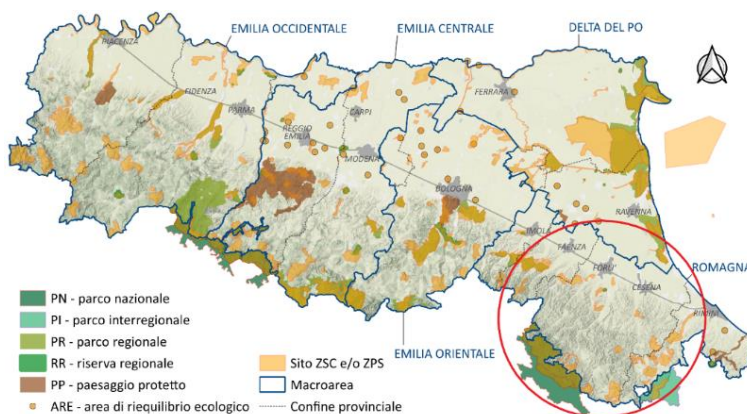 EMILIA OCCIDENTALE
EMILIA CENTRALE
DELTA DEL PO
PIACENZA
FIDENZA
PARMA
REGGIO
EMILIA
CARPI
MODENA
FERRARA
BOLOGNA
IMOLA
FAENZA
RAVENNA
FORLI'
CESENA
ROMAGNA
RIMINI
EMILIA ORIENTALE
PN - parco nazionale
PI - parco interregionale
PR - parco regionale
RR - riserva regionale
PP - paesaggio protetto
ARE - area di riequilibrio ecologico
Sito ZSC e/o ZPS
Macroarea
Confine provinciale